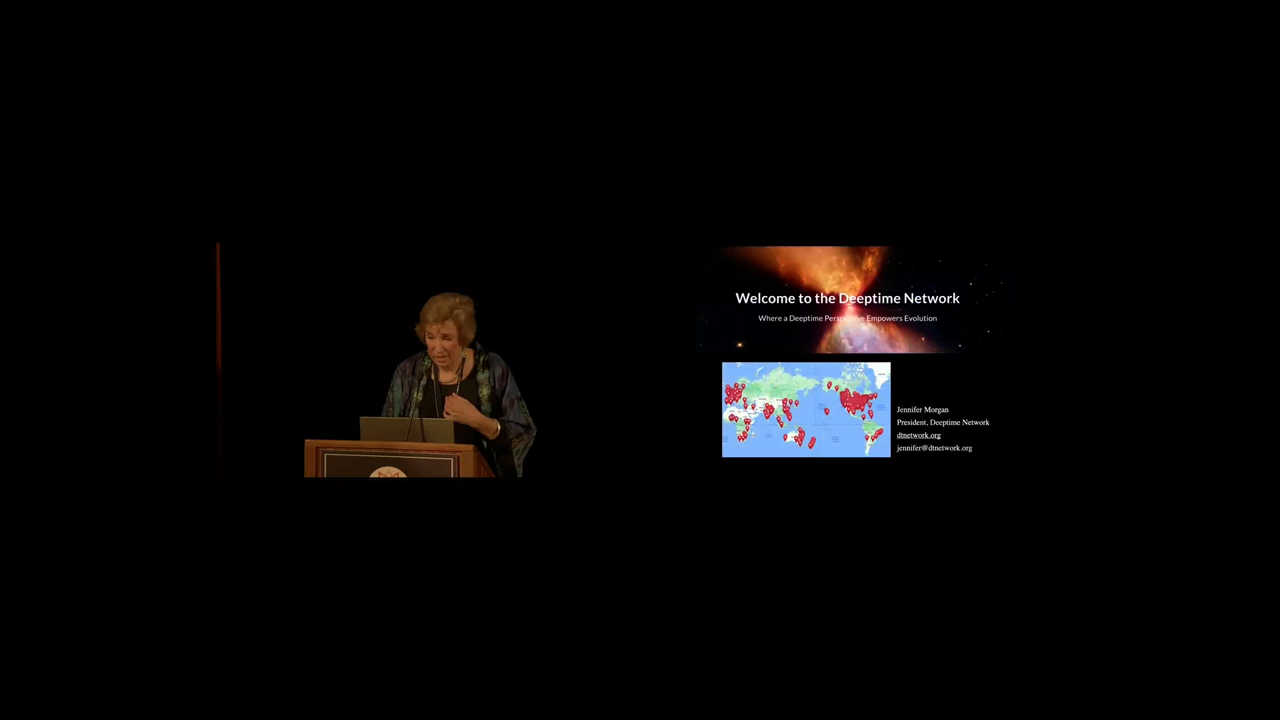 Welcome to the Deeptime Network
Where a Deeptime Perspective Empowers Evolution
Jennifer Morgan
President, Deeptime Network
dtnetwork.org
jennifer@dtnetwork.org